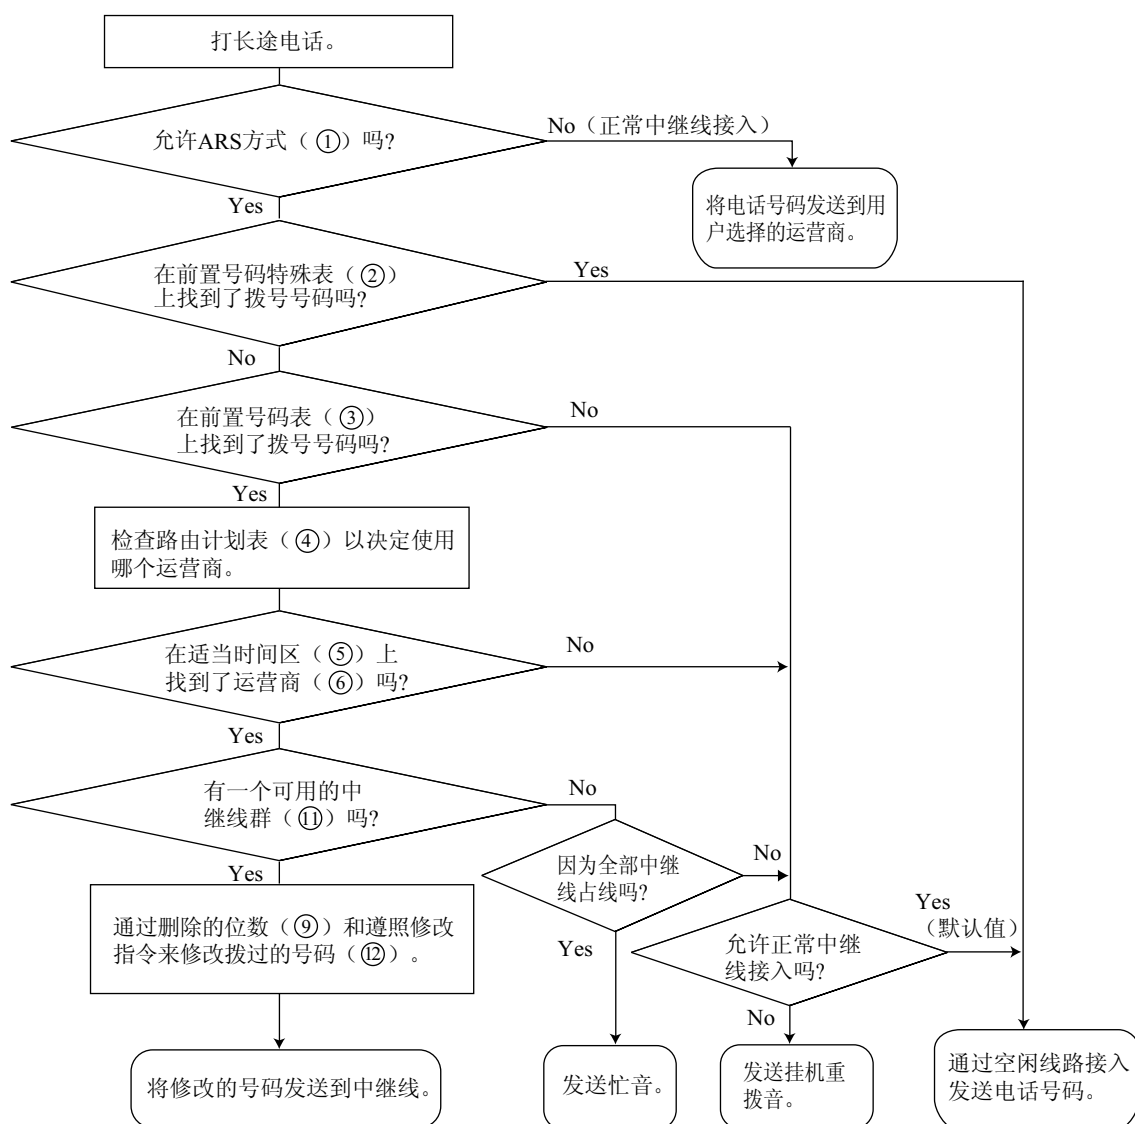 打长途电话。
允许ARS方式（①）吗?
No（正常中继线接入）
将电话号码发送到用
户选择的运营商。
Yes
在前置号码特殊表（②）
上找到了拨号号码吗?
Yes
No
在前置号码表（③）
上找到了拨号号码吗?
No
Yes
检查路由计划表（④）以决定使用
哪个运营商。
在适当时间区（⑤）上
找到了运营商（⑥）吗?
No
Yes
有一个可用的中
继线群（⑪）吗?
No
因为全部中继
线占线吗?
No
Yes
通过删除的位数（⑨）和遵照修改
指令来修改拨过的号码（⑫）。
Yes
允许正常中继
线接入吗?
Yes
（默认值）
No
将修改的号码发送到中继线。
发送忙音。
发送挂机重
拨音。
通过空闲线路接入
发送电话号码。